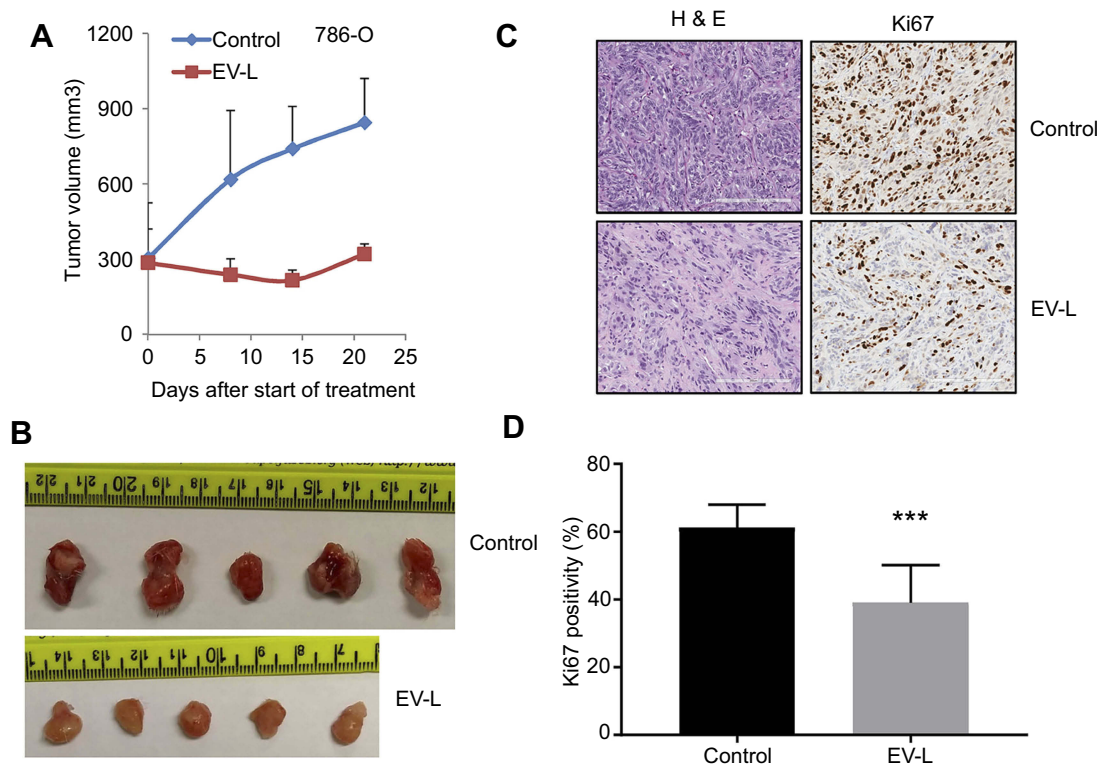 A
1200
900
600
300
0
Tumor volume (mm3)
Control
EV-L
786-O
0 5 10 15 20 25
Days after start of treatment
B
Control
EV-L
C
H & E Ki67
Control
EV-L
D
80
60
40
20
0
Ki67 positivity (%)
***
Control EV-L